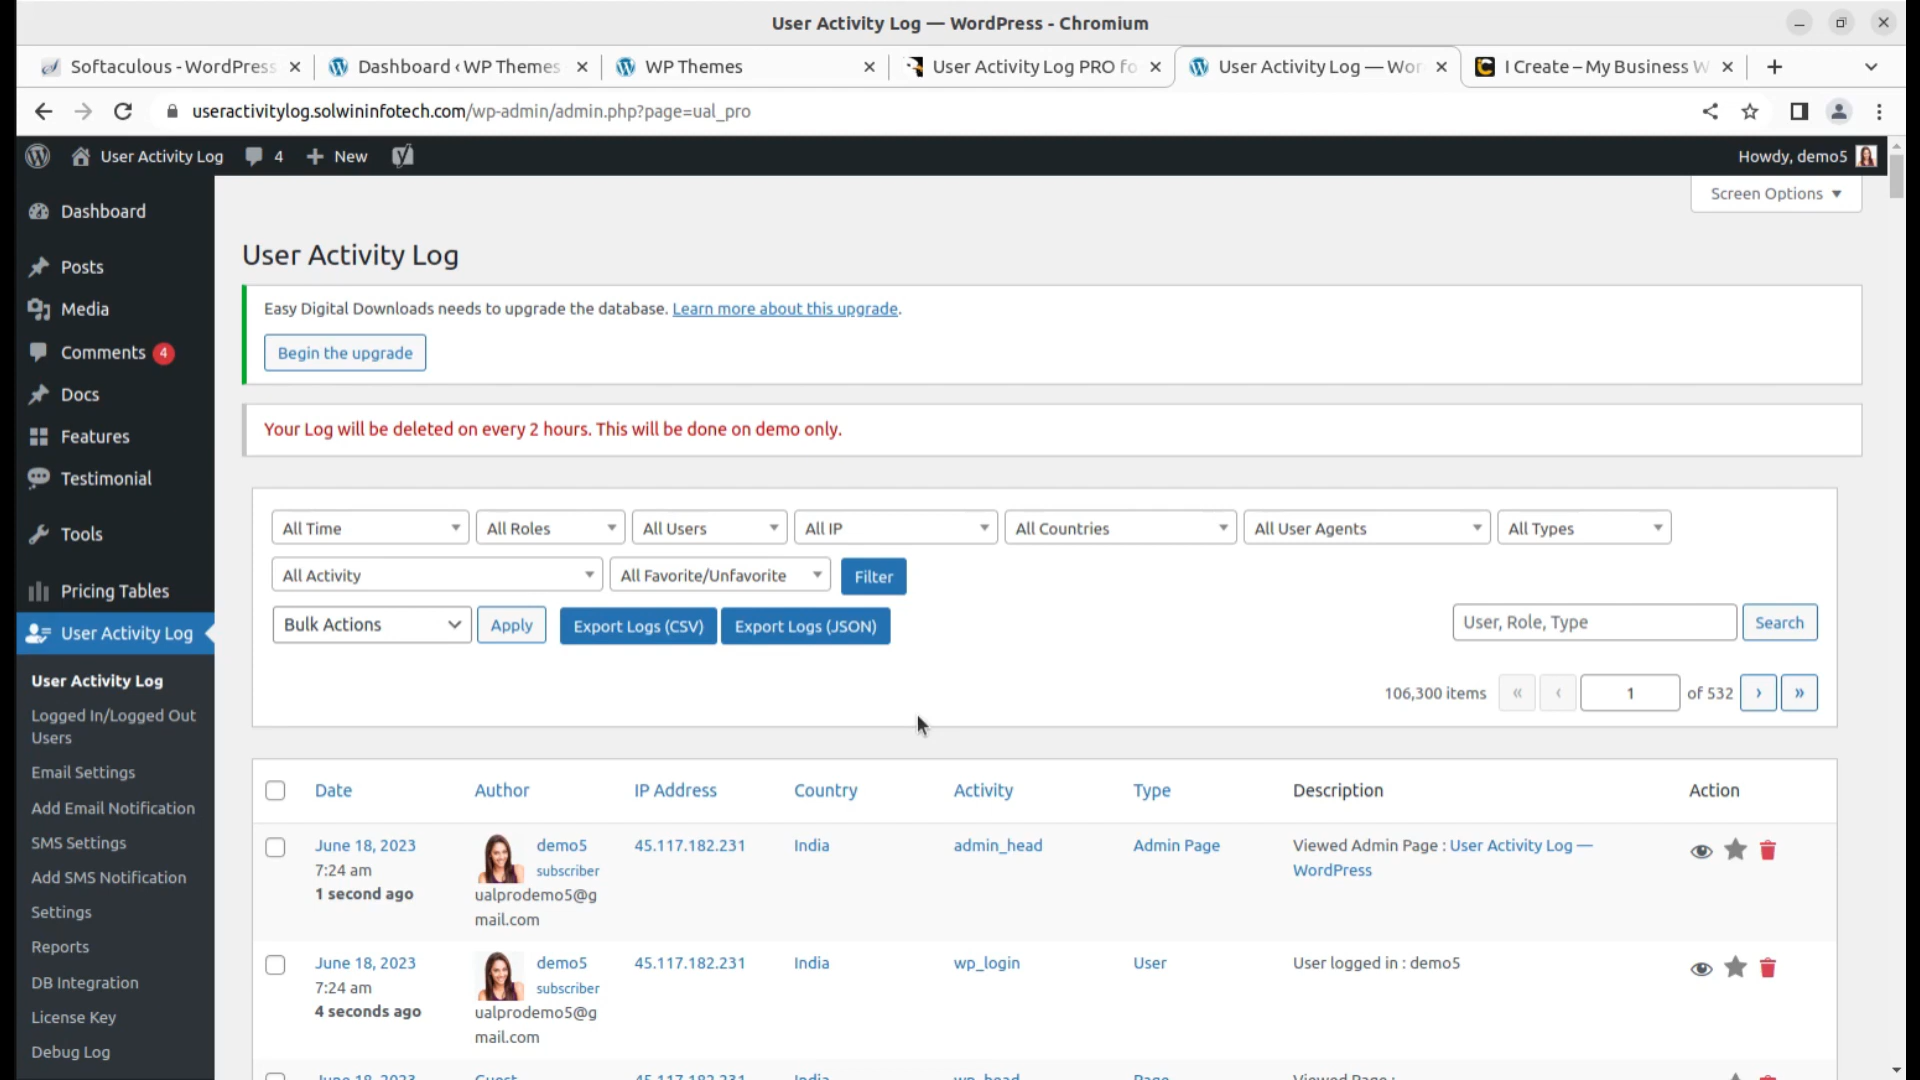 User Activity Log — WordPress - Chromium
Softaculous - WordPress
Dashboard ‹ WP Themes
WP Themes
User Activity Log PRO fo
User Activity Log — Wor
I Create – My Business W
useractivitylog.solwininfotech.com/wp-admin/admin.php?page=ual_pro
User Activity Log
4
New
Howdy, demo5
Screen Options
Dashboard
Posts
Media
Comments 4
Docs
Features
Testimonial
Tools
Pricing Tables
User Activity Log
User Activity Log
Logged In/Logged Out
Users
Email Settings
Add Email Notification
SMS Settings
Add SMS Notification
Settings
Reports
DB Integration
License Key
Debug Log
User Activity Log
Easy Digital Downloads needs to upgrade the database. Learn more about this upgrade.
Begin the upgrade
Your Log will be deleted on every 2 hours. This will be done on demo only.
All Time All Roles All Users All IP All Countries All User Agents All Types
All Activity All Favorite/Unfavorite Filter
Bulk Actions Apply Export Logs (CSV) Export Logs (JSON) User, Role, Type Search
106,300 items « ‹ 1 of 532 › »
Date Author IP Address Country Activity Type Description Action
June 18, 2023 demo5 45.117.182.231 India admin_head Admin Page Viewed Admin Page : User Activity Log —
7:24 am subscriber WordPress
1 second ago ualprodemo5@g
mail.com
June 18, 2023 demo5 45.117.182.231 India wp_login User User logged in : demo5
7:24 am subscriber
4 seconds ago ualprodemo5@g
mail.com
June 18, 2023 Guest 45.117.182.231 India wp_head Page Viewed Page :